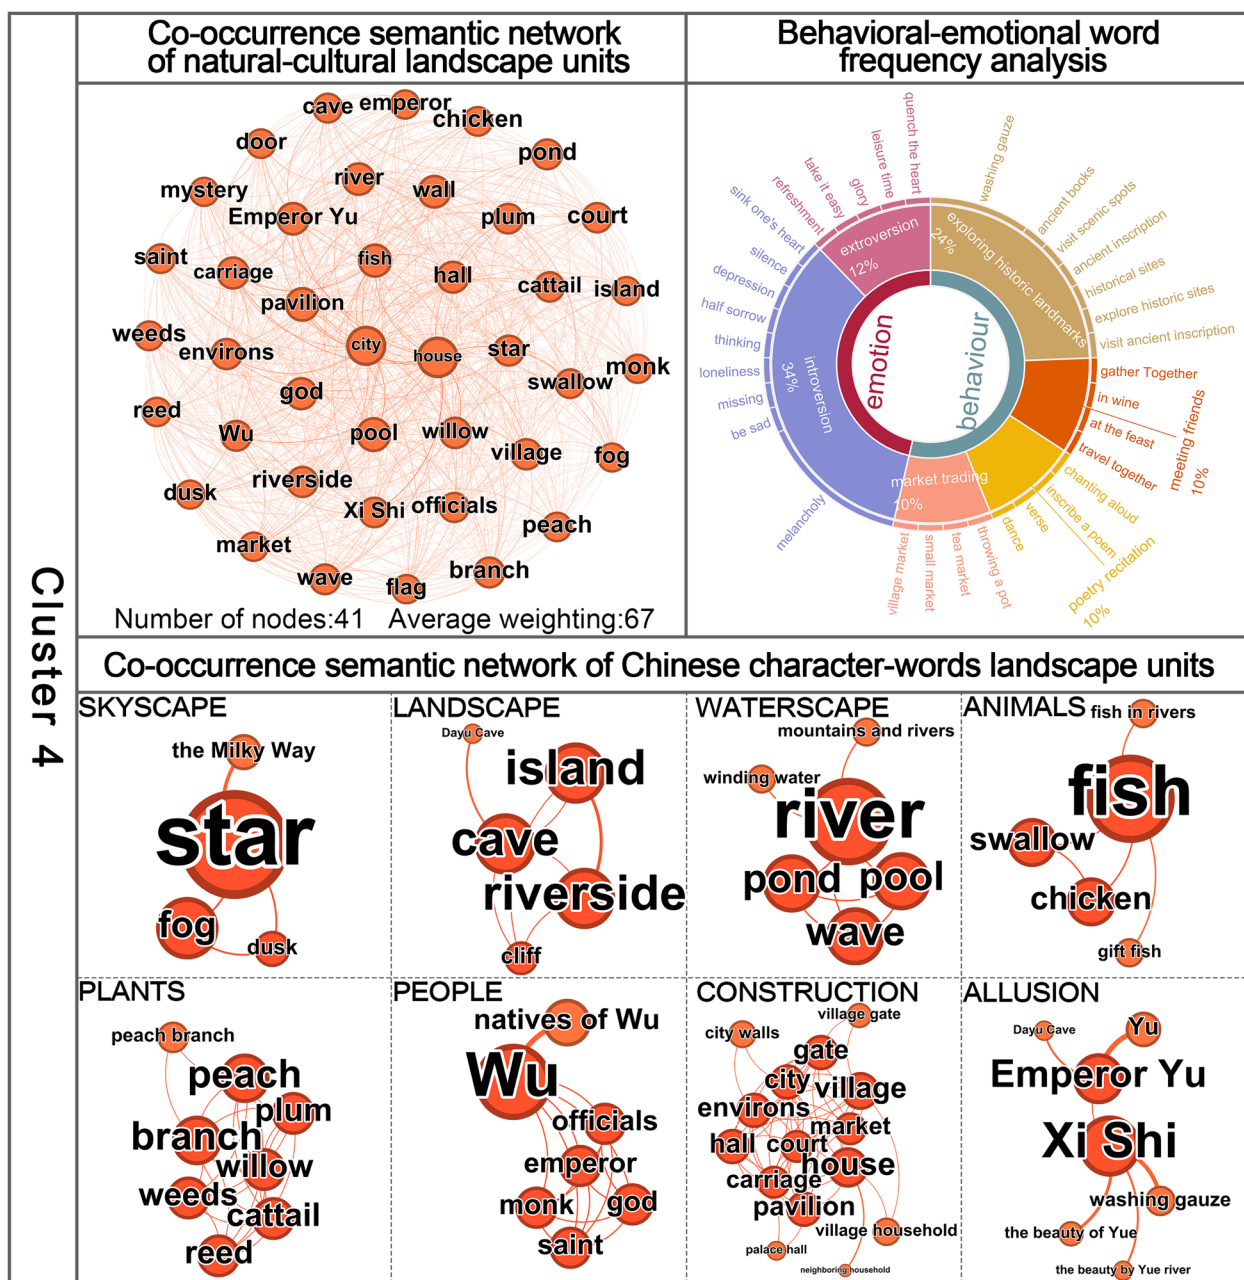 Cluster 4
Co-occurrence semantic network
of natural-cultural landscape units
cave
emperor
chicken
door
pond
mystery
river
wall
Emperor Yu
plum
court
saint
carriage
fish
hall
cattail
island
pavilion
weeds
environs
city
house
star
monk
swallow
god
reed
Wu
pool
willow
village
fog
riverside
dusk
Xi Shi
officials
peach
market
wave
flag
branch
Number of nodes:41
Average weighting:67
Behavioral-emotional word
frequency analysis
quench the heart
leisure time
glory
take it easy
refreshment
sink one's heart
silence
depression
half sorrow
thinking
loneliness
missing
be sad
melancholy
washing gauze
ancient books
visit scenic spots
ancient inscription
historical sites
explore historic sites
visit ancient inscription
gather Together
in wine
at the feast
travel together
meeting friends
10%
chanting aloud
inscribe a poem
verse
dance
poetry recitation
10%
throwing a pot
tea market
small market
village market
extroversion
12%
exploring historic landmarks
24%
introversion
34%
market trading
10%
emotion
behaviour
Co-occurrence semantic network of Chinese character-words landscape units
SKYSCAPE
the Milky Way
star
fog
dusk
LANDSCAPE
Dayu Cave
island
cave
riverside
cliff
WATERSCAPE
mountains and rivers
winding water
river
pond
pool
wave
ANIMALS
fish in rivers
fish
swallow
chicken
gift fish
PLANTS
peach branch
peach
plum
branch
willow
weeds
cattail
reed
PEOPLE
natives of Wu
Wu
officials
emperor
monk
god
saint
CONSTRUCTION
village gate
city walls
gate
city
village
environs
market
hall
court
house
carriage
pavilion
village household
palace hall
neighboring household
ALLUSION
Dayu Cave
Yu
Emperor Yu
Xi Shi
washing gauze
the beauty of Yue
the beauty by Yue river